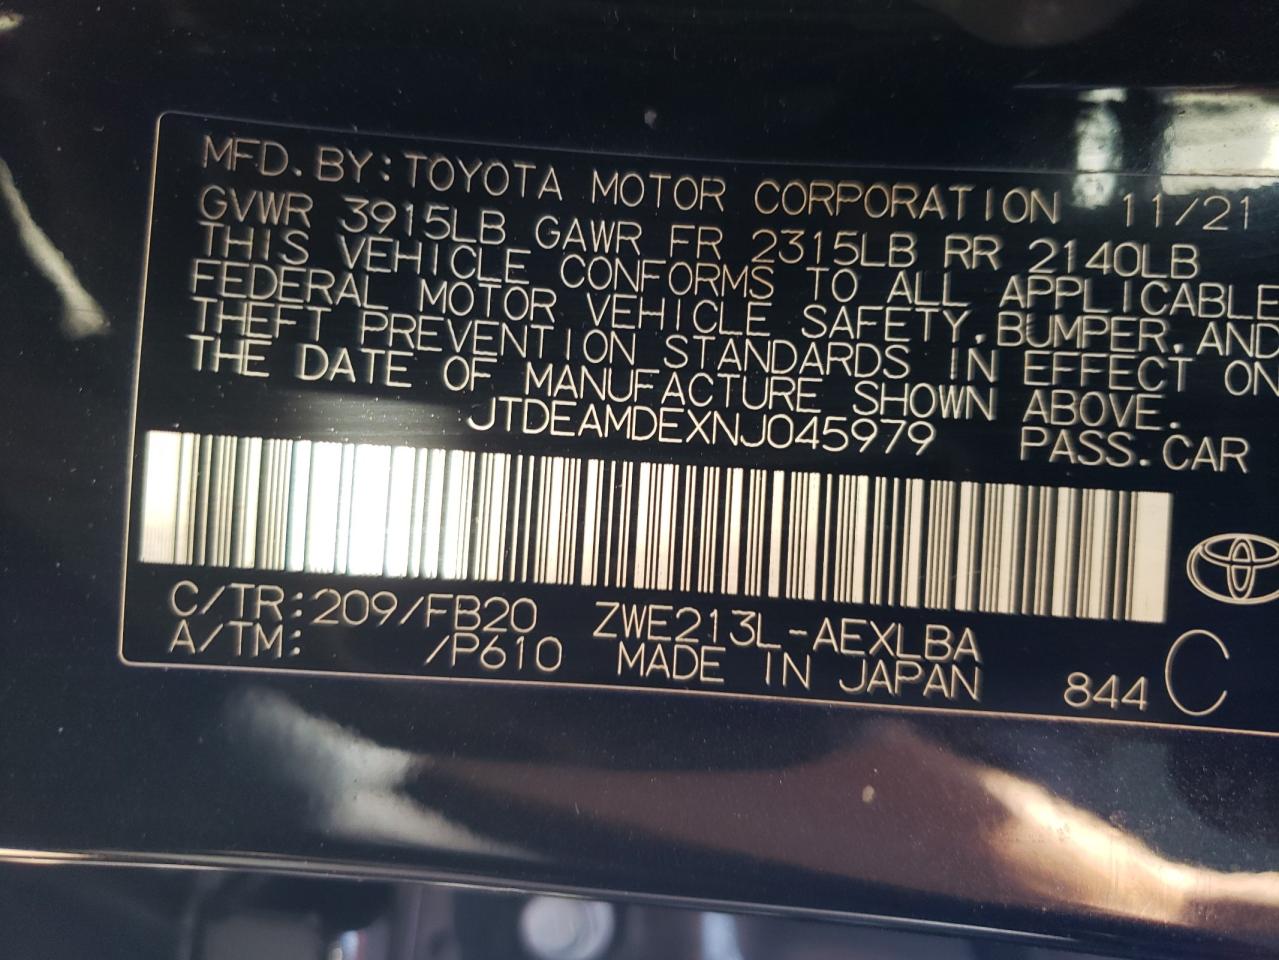 MFD.BY:TOYOTA MOTOR CORPORATION 11/21
GVWR 3915LB GAWR FR 2315LB RR 2140LB
THIS VEHICLE CONFORMS TO ALL APPLICABLE
FEDERAL MOTOR VEHICLE SAFETY,BUMPER,AND
THEFT PREVENTION STANDARDS IN EFFECT ON
THE DATE OF MANUFACTURE SHOWN ABOVE.
JTDEAMDEXNJ045979 PASS.CAR
C/TR:209/FB20 ZWE213L-AEXLBA
A/TM: /P610 MADE IN JAPAN 844 C